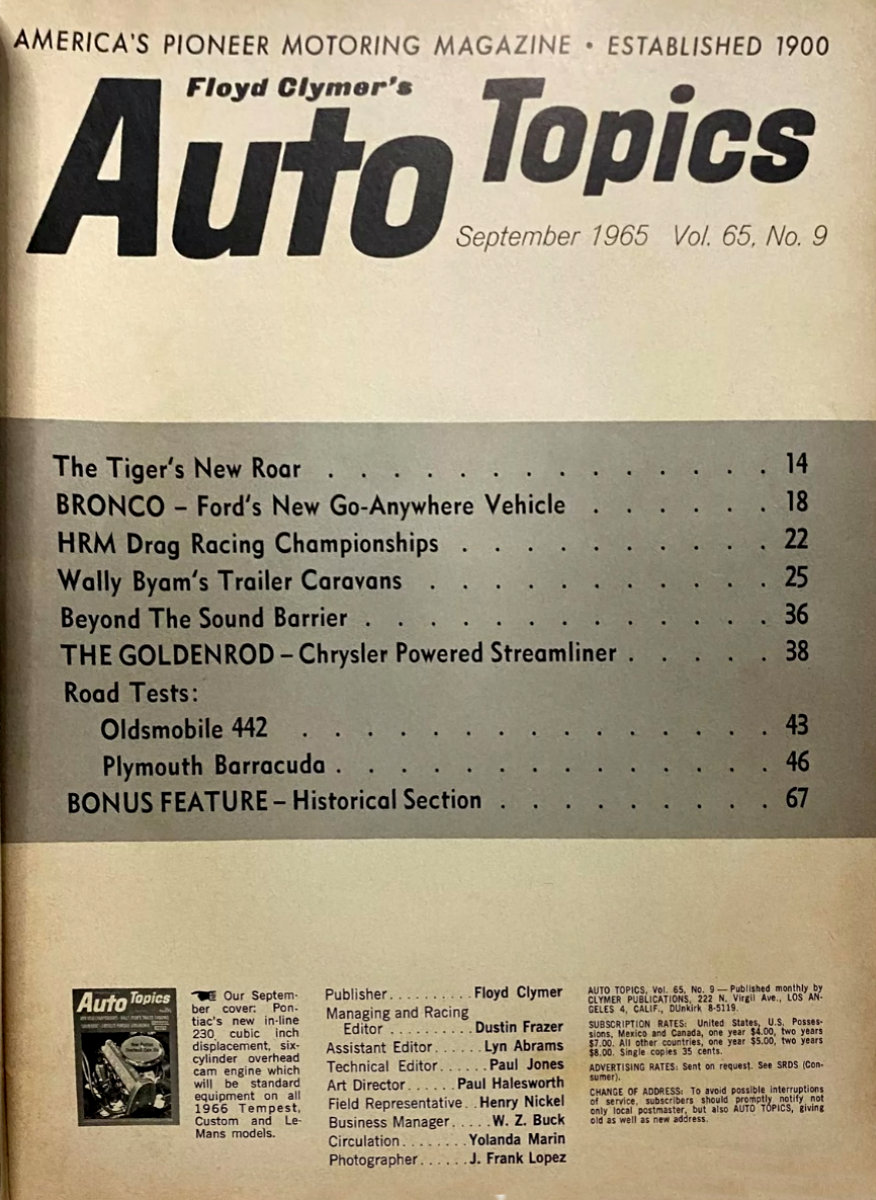 AMERICA'S PIONEER MOTORING MAGAZINE • ESTABLISHED 1900
Floyd Clymer's
Auto Topics
September 1965 Vol. 65, No. 9
The Tiger's New Roar . . . . . . . . . . . . . . 14
BRONCO – Ford's New Go-Anywhere Vehicle . . . . . . 18
HRM Drag Racing Championships . . . . . . . . . . 22
Wally Byam's Trailer Caravans . . . . . . . . . . . 25
Beyond The Sound Barrier . . . . . . . . . . . . . 36
THE GOLDENROD – Chrysler Powered Streamliner . . . . . 38
Road Tests:
Oldsmobile 442 . . . . . . . . . . . . . . . 43
Plymouth Barracuda . . . . . . . . . . . . . . 46
BONUS FEATURE – Historical Section . . . . . . . . . 67
Auto Topics
Our Septem-
ber cover: Pon-
tiac's new in-line
230 cubic inch
displacement, six-
cylinder overhead
cam engine which
will be standard
equipment on all
1966 Tempest,
Custom and Le-
Mans models.
Publisher . . . . . . . . . . Floyd Clymer
Managing and Racing
Editor . . . . . . . . . . Dustin Frazer
Assistant Editor . . . . . . Lyn Abrams
Technical Editor . . . . . . Paul Jones
Art Director . . . . . . Paul Halesworth
Field Representative . . Henry Nickel
Business Manager . . . . . W. Z. Buck
Circulation . . . . . . . . Yolanda Marin
Photographer . . . . . . J. Frank Lopez
AUTO TOPICS, Vol. 65, No. 9 — Published monthly by
CLYMER PUBLICATIONS, 222 N. Virgil Ave., LOS AN-
GELES 4, CALIF., DUnkirk 8-5119.
SUBSCRIPTION RATES: United States, U.S. Posses-
sions, Mexico and Canada, one year $4.00, two years
$7.00. All other countries, one year $5.00, two years
$8.00. Single copies 35 cents.
ADVERTISING RATES: Sent on request. See SRDS (Con-
sumer).
CHANGE OF ADDRESS: To avoid possible interruptions
of service, subscribers should promptly notify not
only local postmaster, but also AUTO TOPICS, giving
old as well as new address.